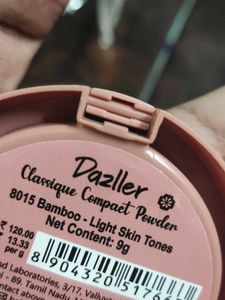 Dazller
Classique Compact Powder
8015 Bamboo - Light Skin Tones
Net Content: 9g
₹ 120.00
13.33
per g
8 904320 5176
Laboratories, 3/17,
Tamil Nadu